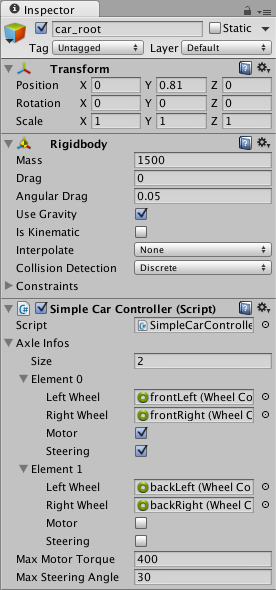 Inspector
car_root Static
Tag Untagged Layer Default
Transform
Position X 0 Y 0.81 Z 0
Rotation X 0 Y 0 Z 0
Scale X 1 Y 1 Z 1
Rigidbody
Mass 1500
Drag 0
Angular Drag 0.05
Use Gravity
Is Kinematic
Interpolate None
Collision Detection Discrete
Constraints
Simple Car Controller (Script)
Script SimpleCarControlle
Axle Infos
Size 2
Element 0
Left Wheel frontLeft (Wheel Co
Right Wheel frontRight (Wheel C
Motor
Steering
Element 1
Left Wheel backLeft (Wheel Co
Right Wheel backRight (Wheel C
Motor
Steering
Max Motor Torque 400
Max Steering Angle 30